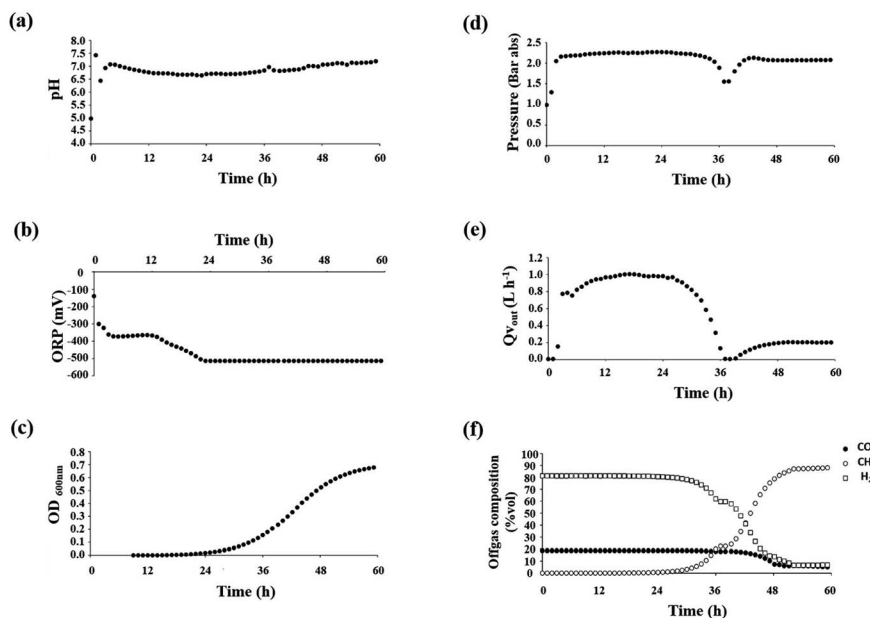 (a)
8.0
7.5
7.0
6.5
6.0
5.5
5.0
4.5
4.0
pH
0 12 24 36 48 60
Time (h)
(b)
Time (h)
0 12 24 36 48 60
0
-100
-200
-300
-400
-500
-600
ORP (mV)
(c)
0.8
0.7
0.6
0.5
0.4
0.3
0.2
0.1
0.0
OD 600nm
0 12 24 36 48 60
Time (h)
(d)
2.5
2.0
1.5
1.0
0.5
0.0
Pressure (Bar abs)
0 12 24 36 48 60
Time (h)
(e)
1.2
1.0
0.8
0.6
0.4
0.2
0.0
Qvout (L h-1)
0 12 24 36 48 60
Time (h)
(f)
CO
CH
H
100
90
80
70
60
50
40
30
20
10
0
Offgas composition
(%vol)
0 12 24 36 48 60
Time (h)